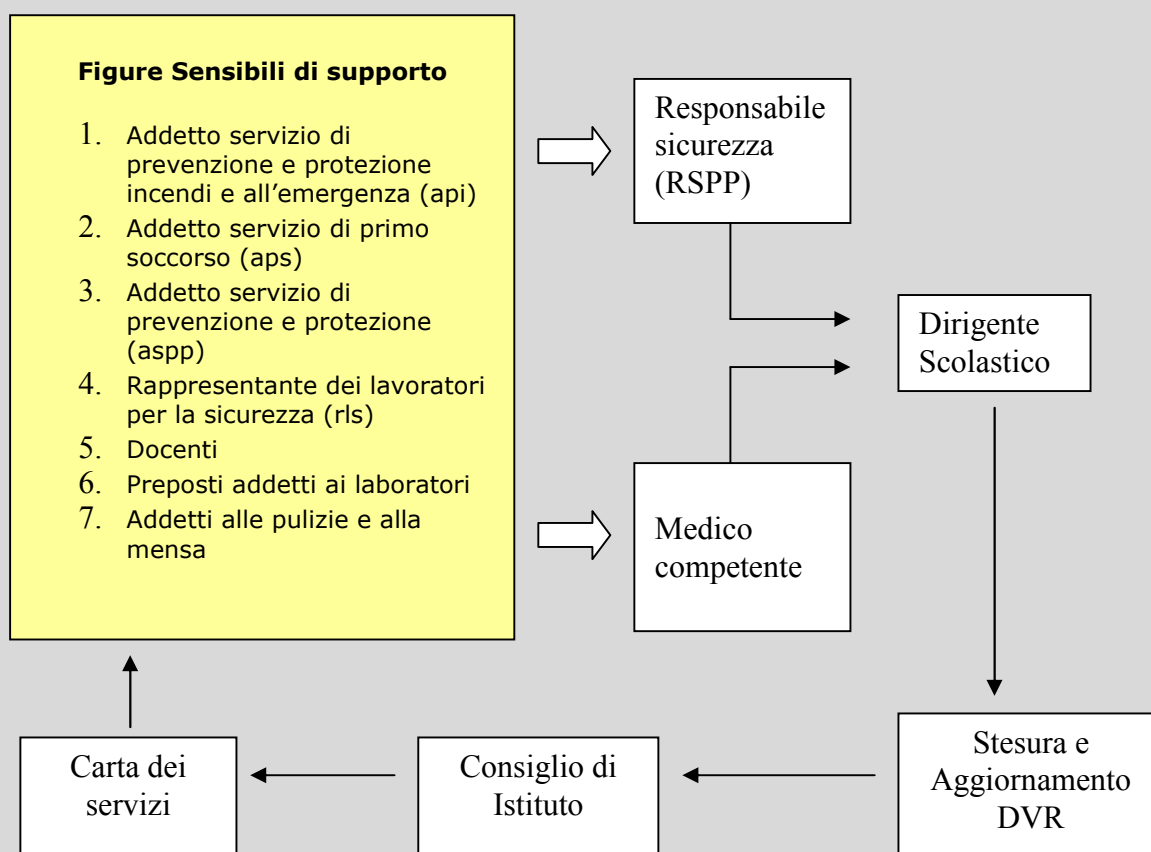 Figure Sensibili di supporto
1. Addetto servizio di
prevenzione e protezione
incendi e all'emergenza (api)
2. Addetto servizio di primo
soccorso (aps)
3. Addetto servizio di
prevenzione e protezione
(aspp)
4. Rappresentante dei lavoratori
per la sicurezza (rls)
5. Docenti
6. Preposti addetti ai laboratori
7. Addetti alle pulizie e alla
mensa
Responsabile
sicurezza
(RSPP)
Medico
competente
Dirigente
Scolastico
Stesura e
Aggiornamento
DVR
Consiglio di
Istituto
Carta dei
servizi